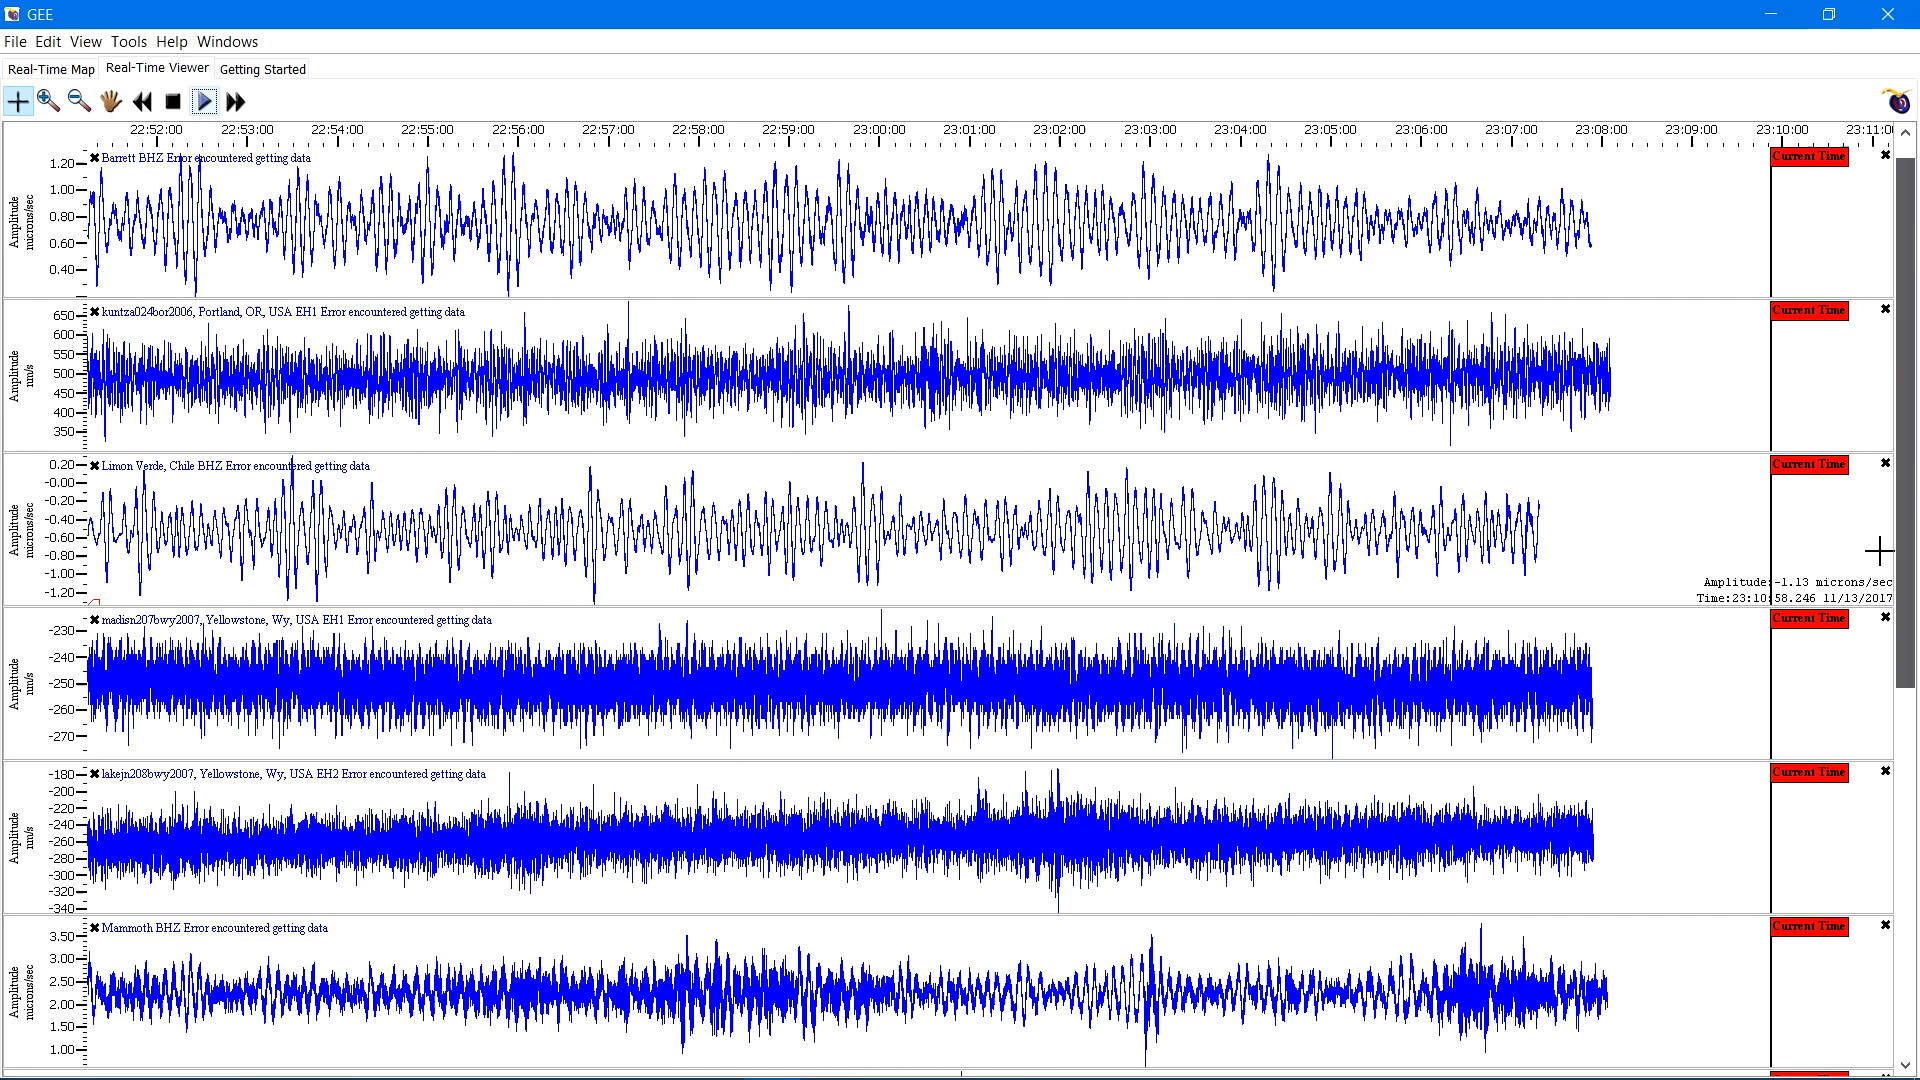 GEE
File Edit View Tools Help Windows
Real-Time Map Real-Time Viewer Getting Started
22:52:00 22:53:00 22:54:00 22:55:00 22:56:00 22:57:00 22:58:00 22:59:00 23:00:00 23:01:00 23:02:00 23:03:00 23:04:00 23:05:00 23:06:00 23:07:00 23:08:00 23:09:00 23:10:00 23:11:00
Barrett BHZ Error encountered getting data
Current Time
Amplitude
microns/sec
1.20
1.00
0.80
0.60
0.40
kuntza024bor2006, Portland, OR, USA EH1 Error encountered getting data
Current Time
Amplitude
nm/s
650
600
550
500
450
400
350
Limon Verde, Chile BHZ Error encountered getting data
Current Time
Amplitude
microns/sec
0.20
-0.00
-0.20
-0.40
-0.60
-0.80
-1.00
-1.20
Amplitude:-1.13 microns/sec
Time:23:10:58.246 11/13/2017
madisn207bwy2007, Yellowstone, Wy, USA EH1 Error encountered getting data
Current Time
Amplitude
nm/s
-230
-240
-250
-260
-270
lakejn208bwy2007, Yellowstone, Wy, USA EH2 Error encountered getting data
Current Time
Amplitude
nm/s
-180
-200
-220
-240
-260
-280
-300
-320
-340
Mammoth BHZ Error encountered getting data
Current Time
Amplitude
microns/sec
3.50
3.00
2.50
2.00
1.50
1.00